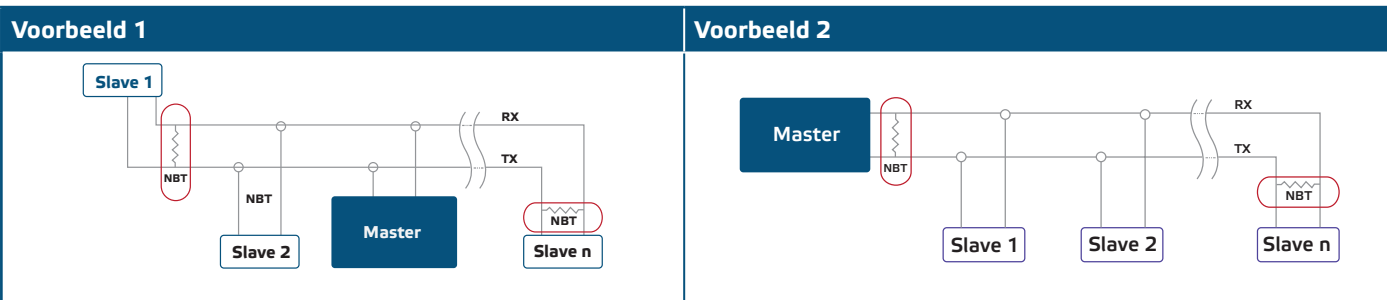 Voorbeeld 1
Slave 1
RX
TX
NBT
NBT
Slave 2
Master
NBT
Slave n
Voorbeeld 2
Master
RX
TX
NBT
NBT
Slave 1
Slave 2
Slave n